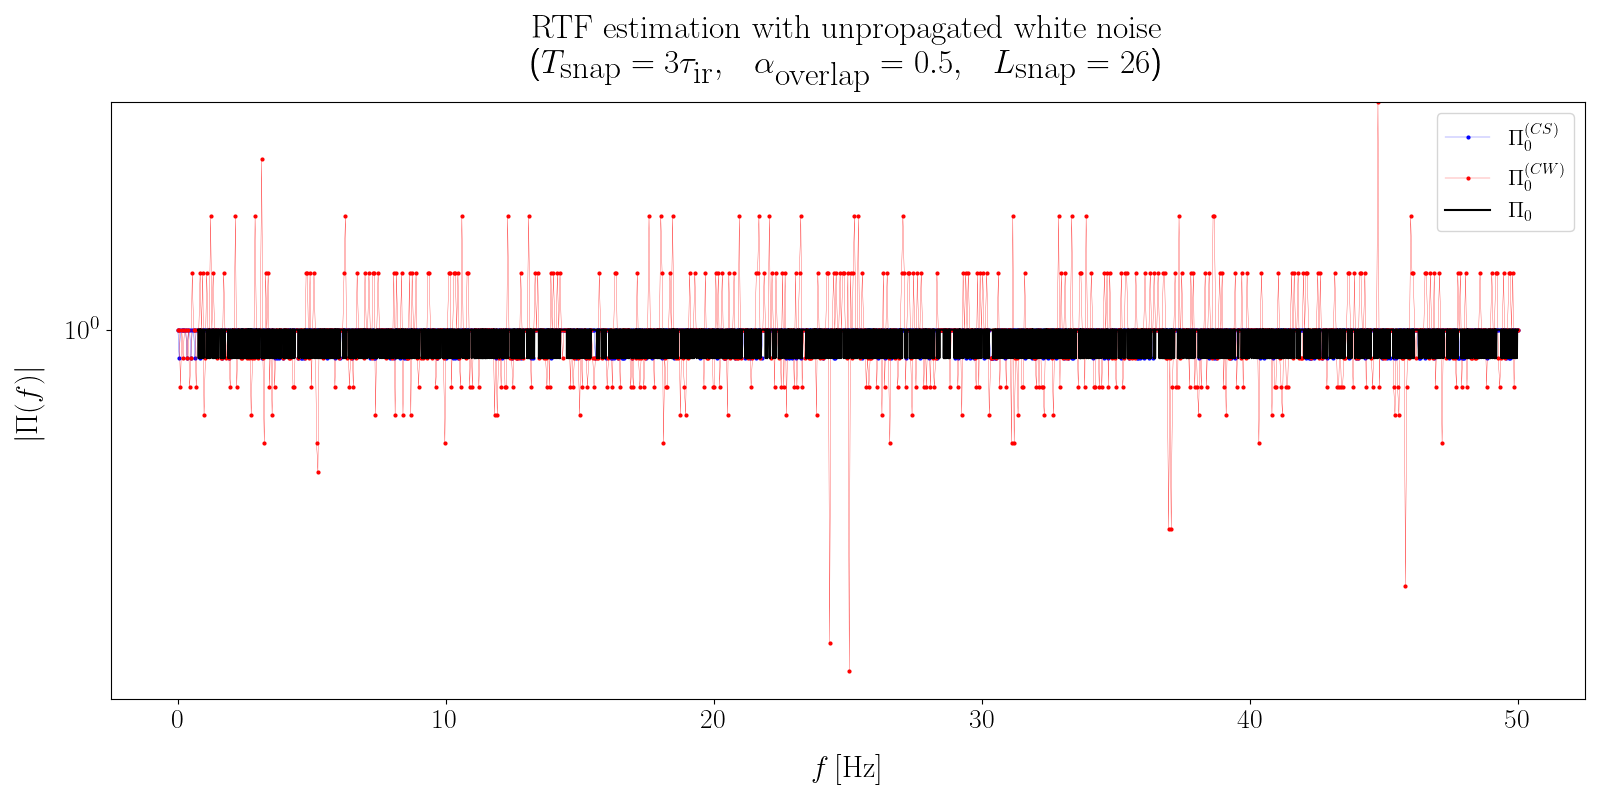 RTF estimation with unpropagated white noise
(T_snap = 3τ_ir, α_overlap = 0.5, L_snap = 26)
Π_0^(CS)
Π_0^(CW)
Π_0
10^0
|Π(f)|
0 10 20 30 40 50
f [Hz]